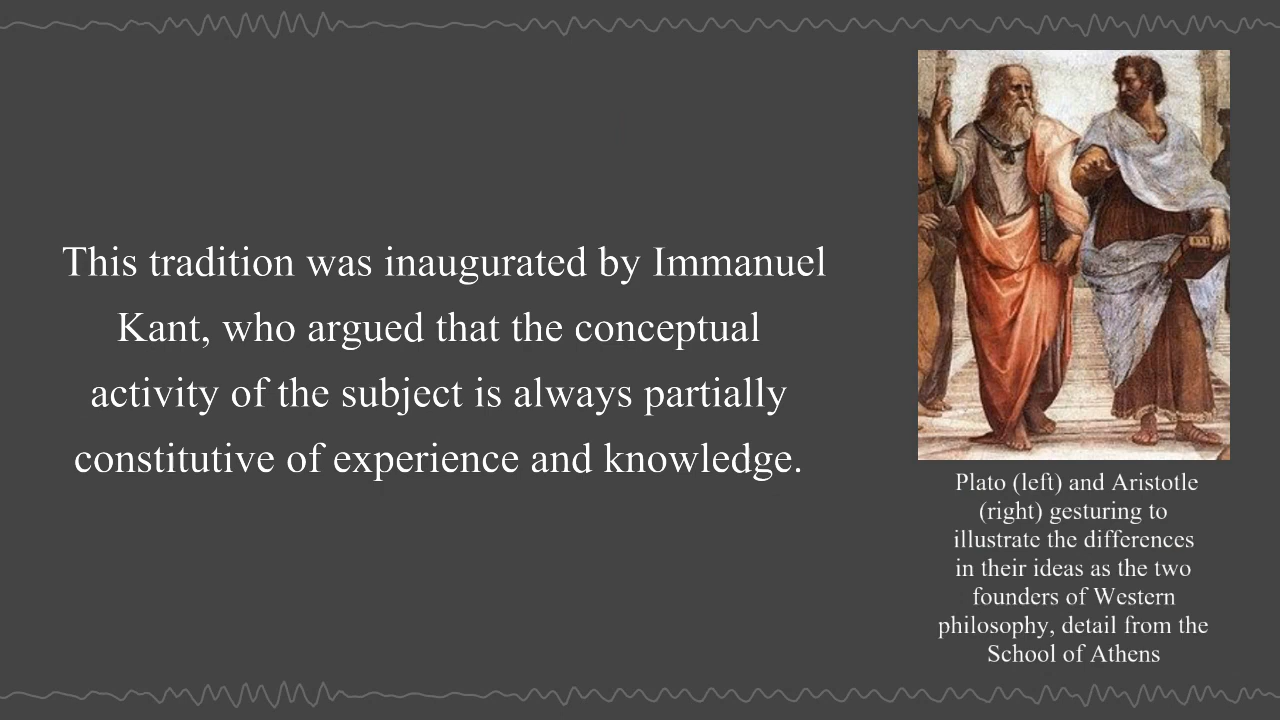 This tradition was inaugurated by Immanuel
Kant, who argued that the conceptual
activity of the subject is always partially
constitutive of experience and knowledge.
Plato (left) and Aristotle
(right) gesturing to
illustrate the differences
in their ideas as the two
founders of Western
philosophy, detail from the
School of Athens